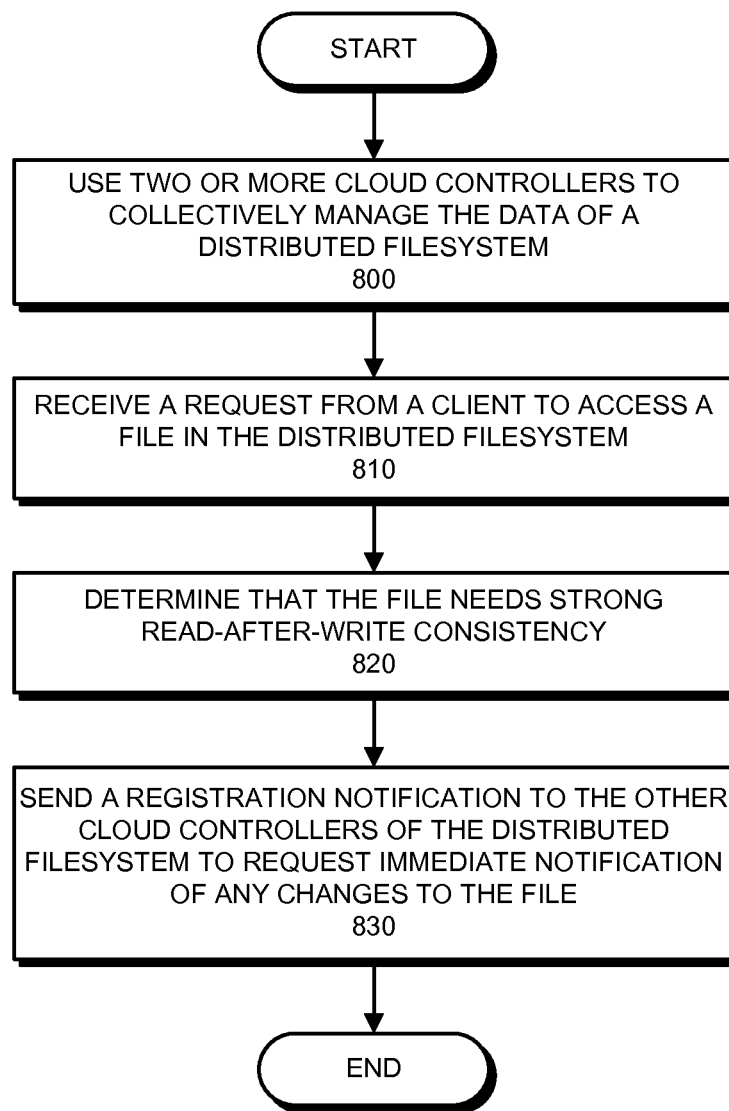 START
USE TWO OR MORE CLOUD CONTROLLERS TO
COLLECTIVELY MANAGE THE DATA OF A
DISTRIBUTED FILESYSTEM
800
RECEIVE A REQUEST FROM A CLIENT TO ACCESS A
FILE IN THE DISTRIBUTED FILESYSTEM
810
DETERMINE THAT THE FILE NEEDS STRONG
READ-AFTER-WRITE CONSISTENCY
820
SEND A REGISTRATION NOTIFICATION TO THE OTHER
CLOUD CONTROLLERS OF THE DISTRIBUTED
FILESYSTEM TO REQUEST IMMEDIATE NOTIFICATION
OF ANY CHANGES TO THE FILE
830
END